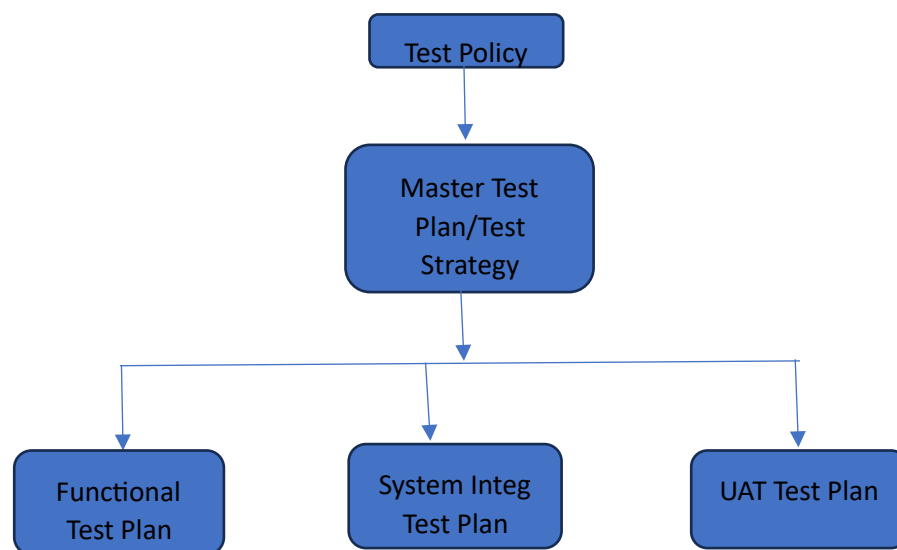 Test Policy
Master Test
Plan/Test
Strategy
Functional
Test Plan
System Integ
Test Plan
UAT Test Plan